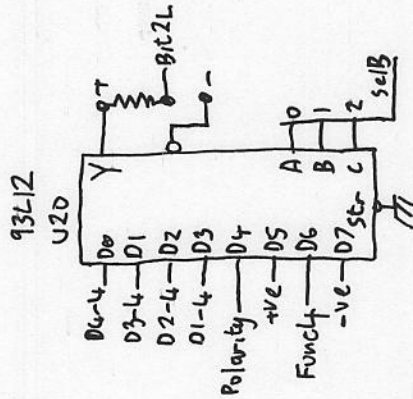 93L12
U20
D4-4 D0 Y +
D3-4 D1 Bit2L
D2-4 D2 -
D1-4 D3
Polarity D4
+ve D5 A 0
Func4 D6 B 1
-ve D7 C 2
Str SelB